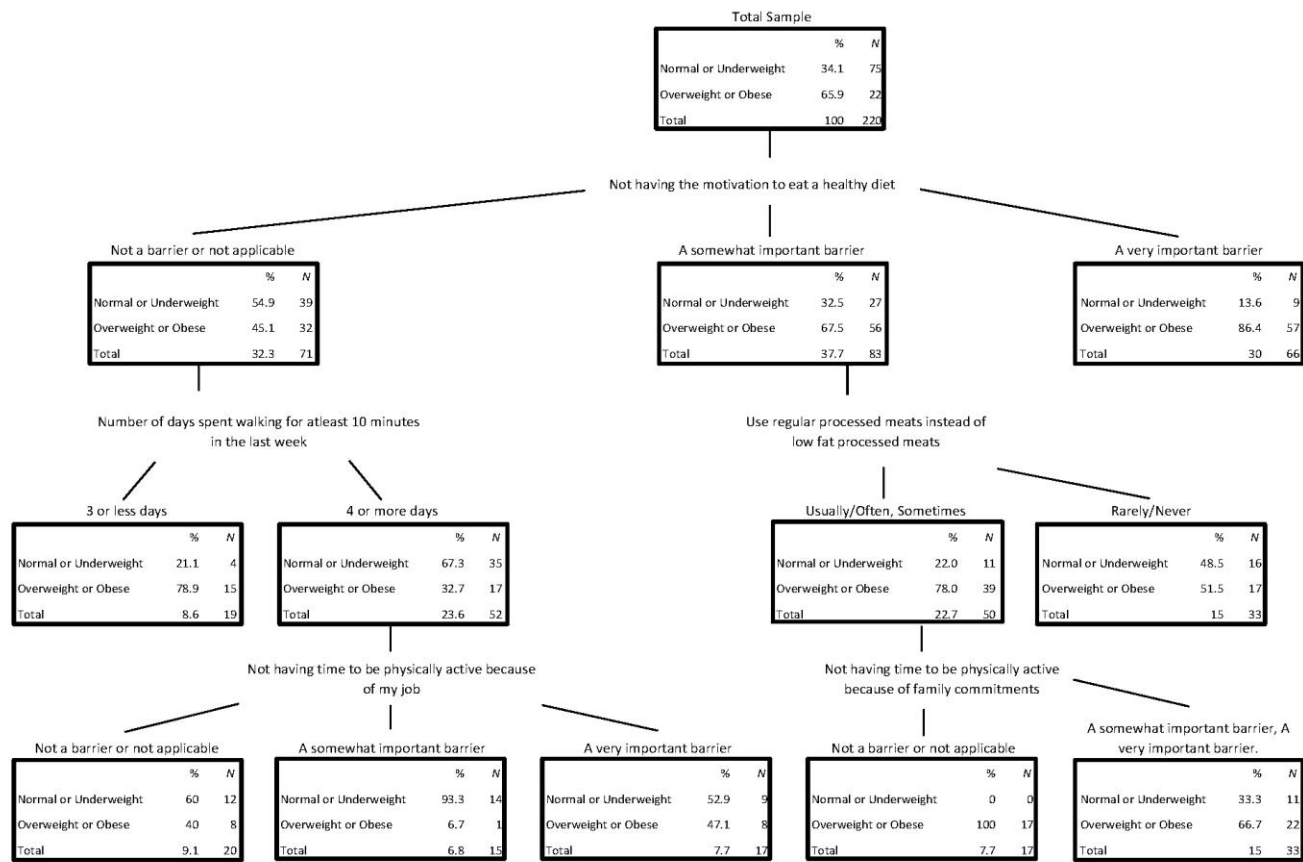 Total Sample
% N
Normal or Underweight 34.1 75
Overweight or Obese 65.9 22
Total 100 220
Not having the motivation to eat a healthy diet
Not a barrier or not applicable
% N
Normal or Underweight 54.9 39
Overweight or Obese 45.1 32
Total 32.3 71
A somewhat important barrier
% N
Normal or Underweight 32.5 27
Overweight or Obese 67.5 56
Total 37.7 83
A very important barrier
% N
Normal or Underweight 13.6 9
Overweight or Obese 86.4 57
Total 30 66
Number of days spent walking for atleast 10 minutes
in the last week
Use regular processed meats instead of
low fat processed meats
3 or less days
% N
Normal or Underweight 21.1 4
Overweight or Obese 78.9 15
Total 8.6 19
4 or more days
% N
Normal or Underweight 67.3 35
Overweight or Obese 32.7 17
Total 23.6 52
Usually/Often, Sometimes
% N
Normal or Underweight 22.0 11
Overweight or Obese 78.0 39
Total 22.7 50
Rarely/Never
% N
Normal or Underweight 48.5 16
Overweight or Obese 51.5 17
Total 15 33
Not having time to be physically active because
of my job
Not having time to be physically active
because of family commitments
Not a barrier or not applicable
% N
Normal or Underweight 60 12
Overweight or Obese 40 8
Total 9.1 20
A somewhat important barrier
% N
Normal or Underweight 93.3 14
Overweight or Obese 6.7 1
Total 6.8 15
A very important barrier
% N
Normal or Underweight 52.9 9
Overweight or Obese 47.1 8
Total 7.7 17
Not a barrier or not applicable
% N
Normal or Underweight 0 0
Overweight or Obese 100 17
Total 7.7 17
A somewhat important barrier, A
very important barrier.
% N
Normal or Underweight 33.3 11
Overweight or Obese 66.7 22
Total 15 33